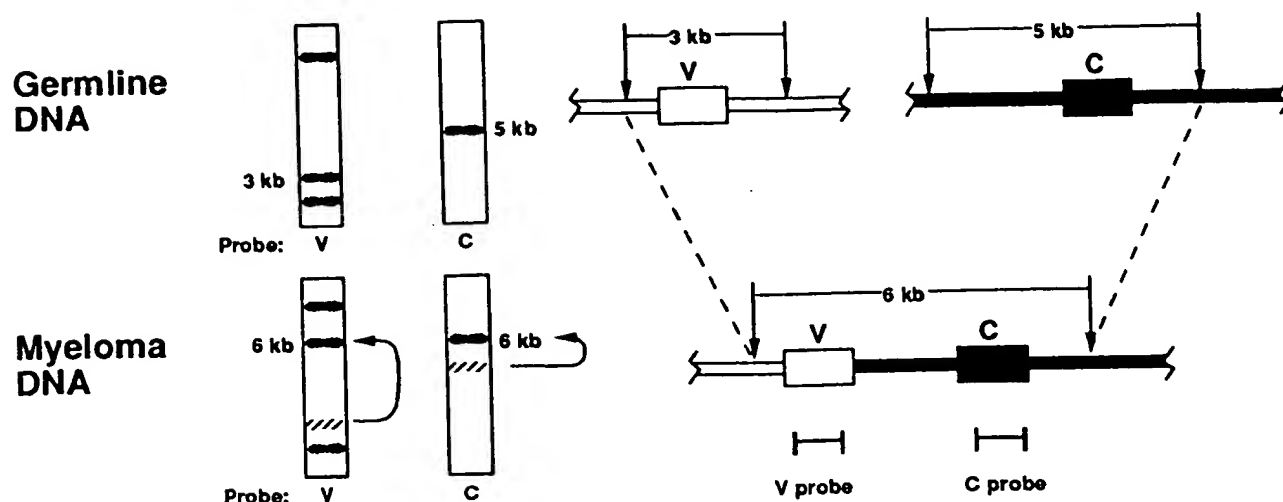 Germline
DNA
3 kb
Probe: V
5 kb
C
3 kb
V
5 kb
C
Myeloma
DNA
6 kb
Probe: V
6 kb
C
6 kb
V
C
V probe
C probe